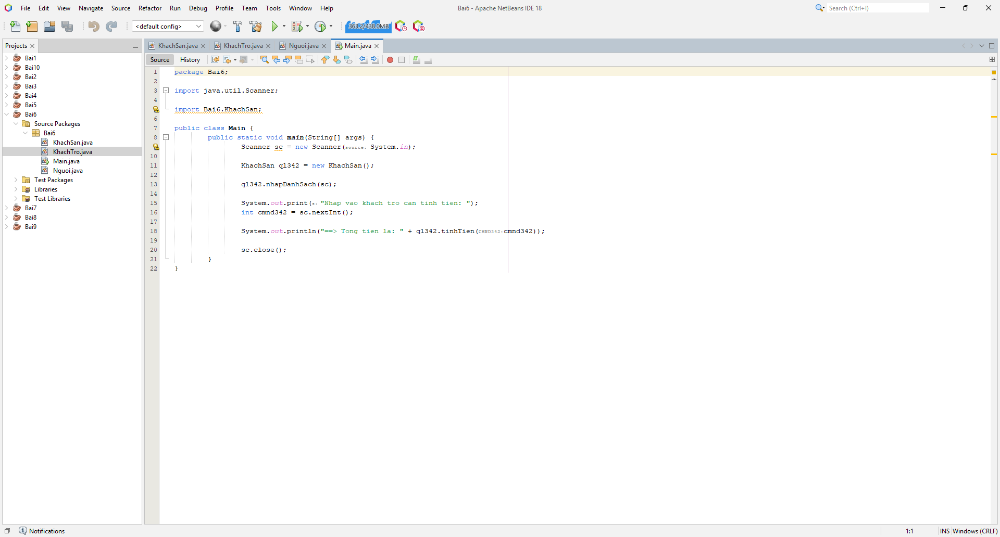 File Edit View Navigate Source Refactor Run Debug Profile Team Tools Window Help Bai6 - Apache NetBeans IDE 18 Search (Ctrl+I)
<default config> 363.2/438.0MB
Projects
Bai1
Bai10
Bai2
Bai3
Bai4
Bai5
Bai6
Source Packages
Bai6
KhachSan.java
KhachTro.java
Main.java
Nguoi.java
Test Packages
Libraries
Test Libraries
Bai7
Bai8
Bai9
KhachSan.java KhachTro.java Nguoi.java Main.java
Source History
1 package Bai6;
2
3 import java.util.Scanner;
4
import Bai6.KhachSan;
6
7 public class Main {
8 public static void main(String[] args) {
Scanner sc = new Scanner(source: System.in);
10
11 KhachSan ql342 = new KhachSan();
12
13 ql342.nhapDanhSach(sc);
14
15 System.out.print(s: "Nhap vao khach tro can tinh tien: ");
16 int cmnd342 = sc.nextInt();
17
18 System.out.println("==> Tong tien la: " + ql342.tinhTien(CMND342:cmnd342));
19
20 sc.close();
21 }
22 }
Notifications 1:1 INS Windows (CRLF)